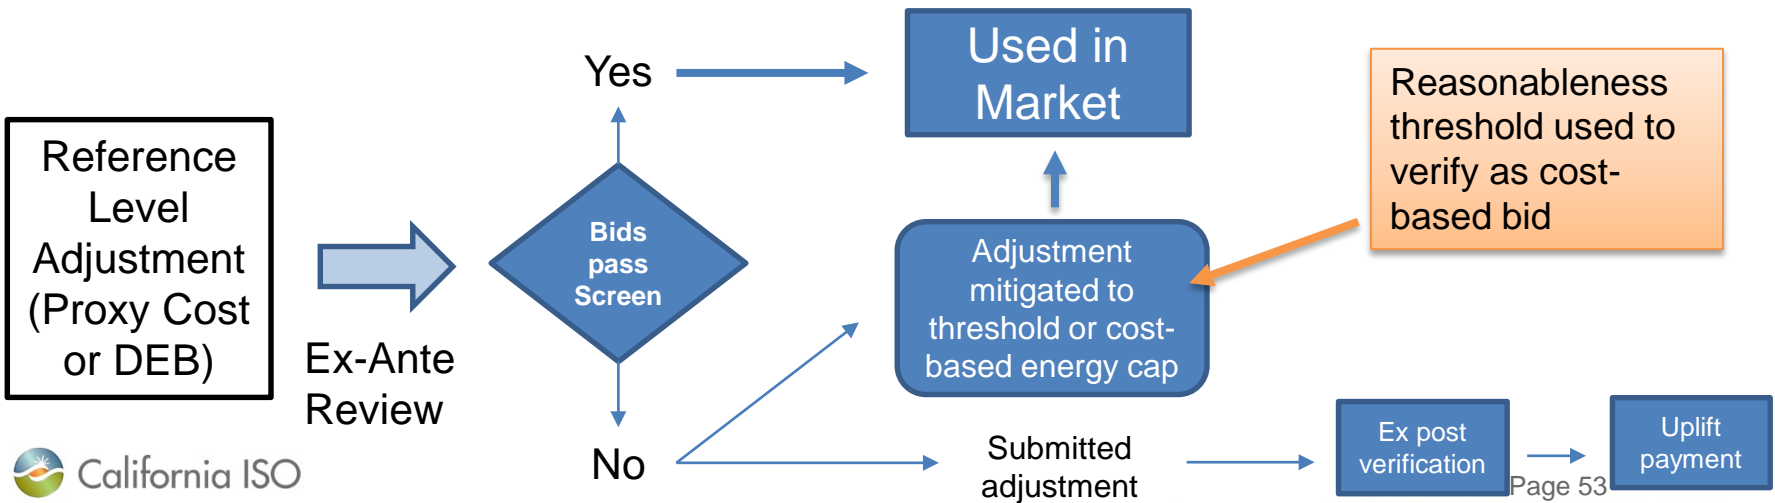 Reference
Level
Adjustment
(Proxy Cost
or DEB)
Ex-Ante
Review
Bids
pass
Screen
Yes
No
Used in
Market
Adjustment
mitigated to
threshold or cost-
based energy cap
Reasonableness
threshold used to
verify as cost-
based bid
Submitted
adjustment
Ex post
verification
Uplift
payment
California ISO
Page 53